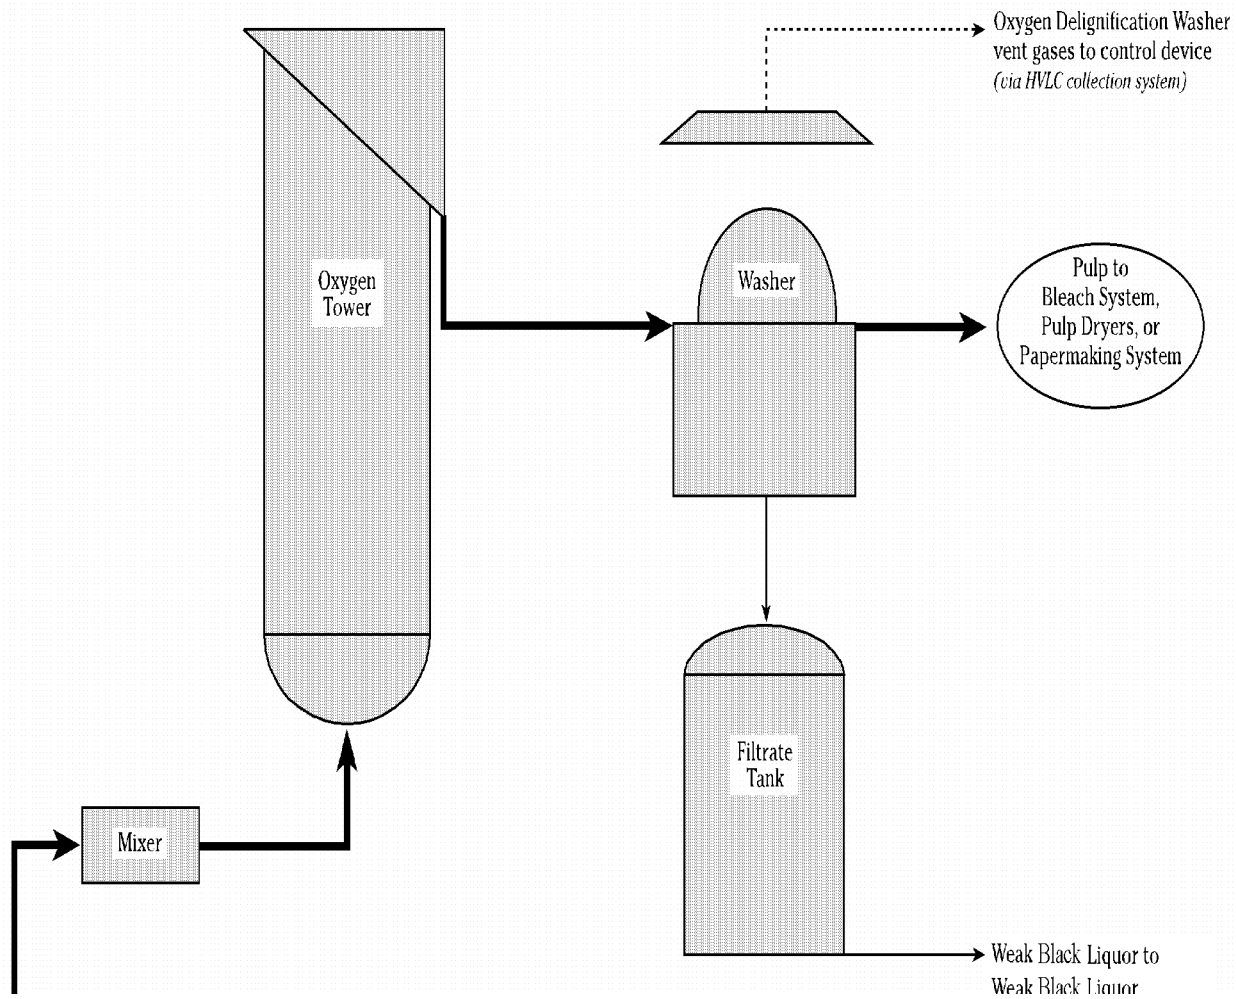 Oxygen Delignification Washer
vent gases to control device
(via HVLC collection system)
Oxygen
Tower
Washer
Pulp to
Bleach System,
Pulp Dryers, or
Papermaking System
Filtrate
Tank
Mixer
Weak Black Liquor to
Weak Black Liquor